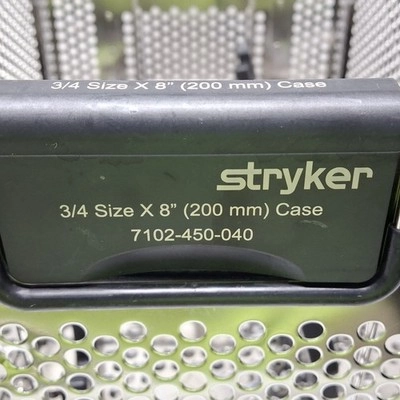 3/4 Size X 8" (200 mm) Case
stryker
3/4 Size X 8" (200 mm) Case
7102-450-040